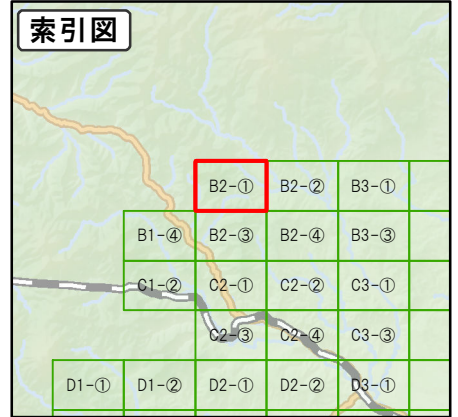 索引図
B2-① B2-② B3-①
B1-④ B2-③ B2-④ B3-③
C1-② C2-① C2-② C3-①
C2-③ C2-④ C3-③
D1-① D1-② D2-① D2-② D3-①